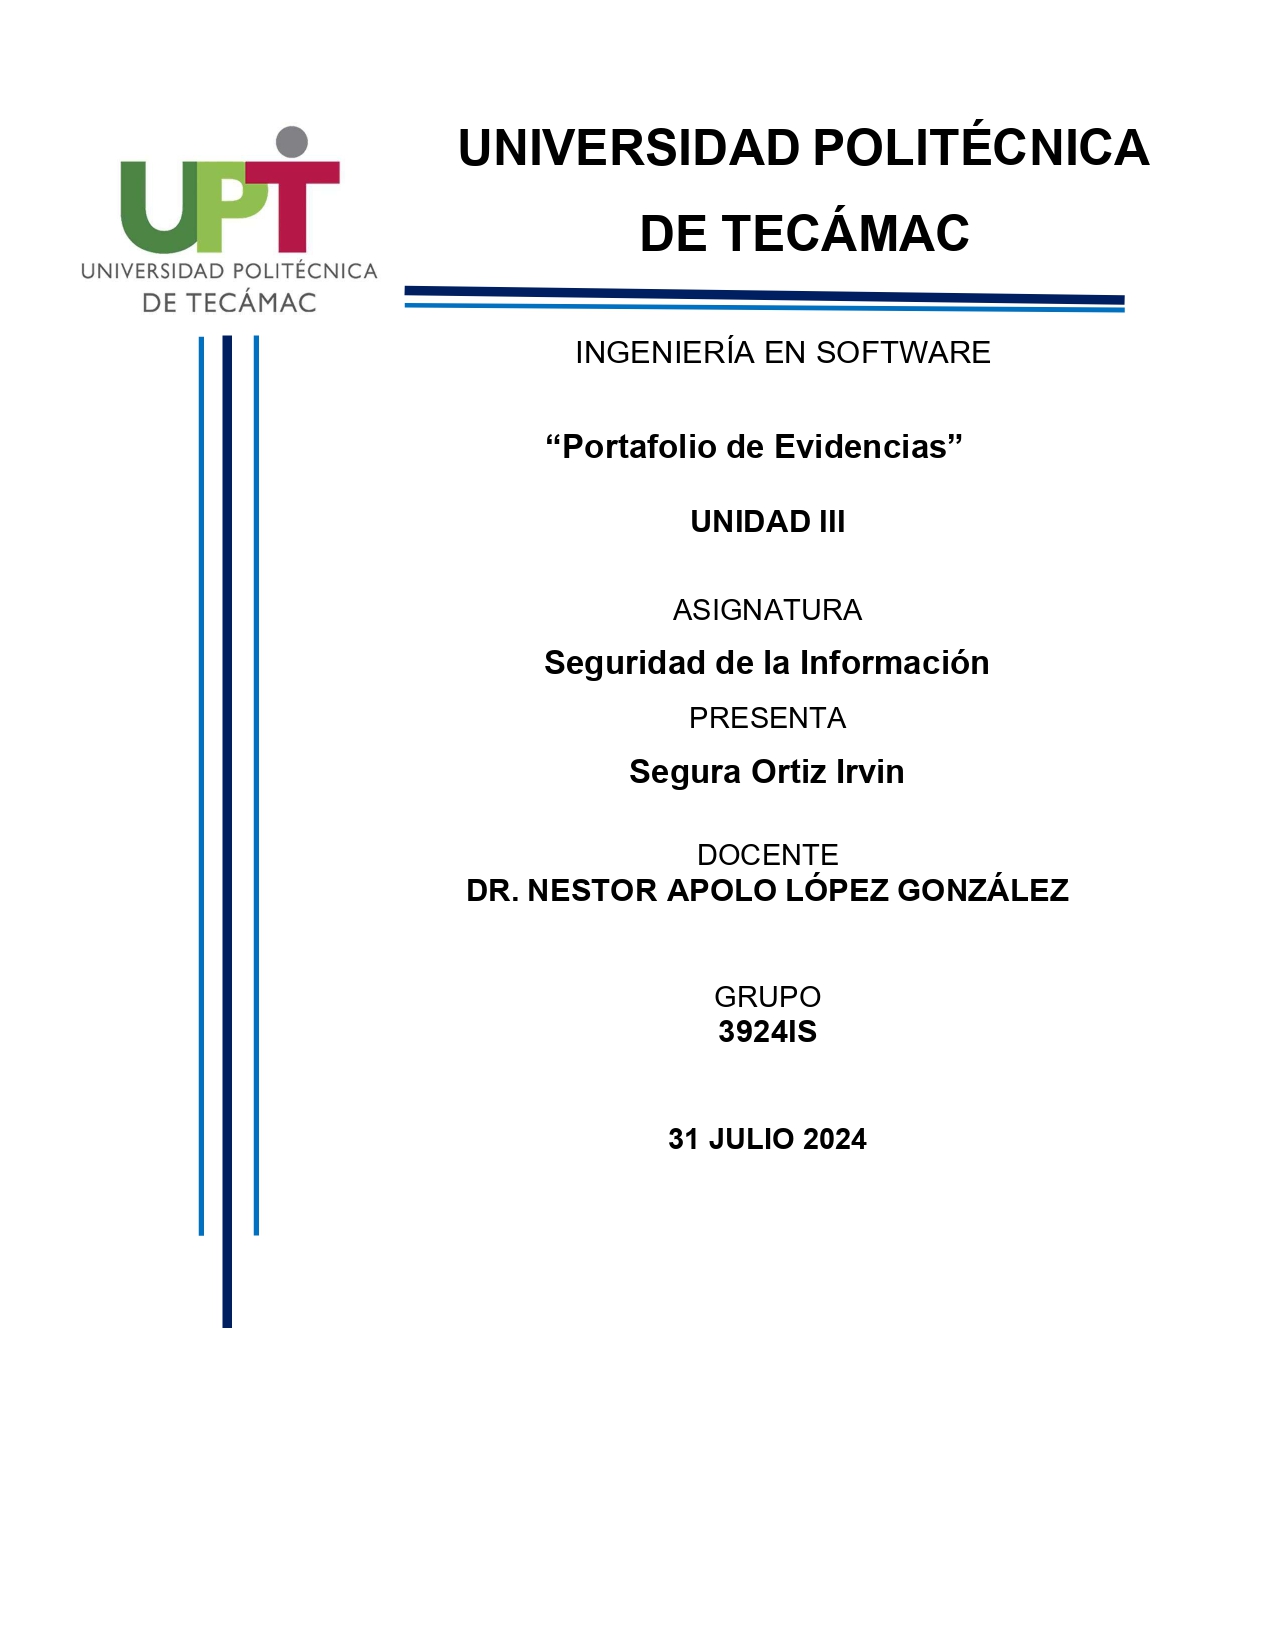 UPT
UNIVERSIDAD POLITÉCNICA
DE TECÁMAC
UNIVERSIDAD POLITÉCNICA
DE TECÁMAC
INGENIERÍA EN SOFTWARE
“Portafolio de Evidencias”
UNIDAD III
ASIGNATURA
Seguridad de la Información
PRESENTA
Segura Ortiz Irvin
DOCENTE
DR. NESTOR APOLO LÓPEZ GONZÁLEZ
GRUPO
3924IS
31 JULIO 2024